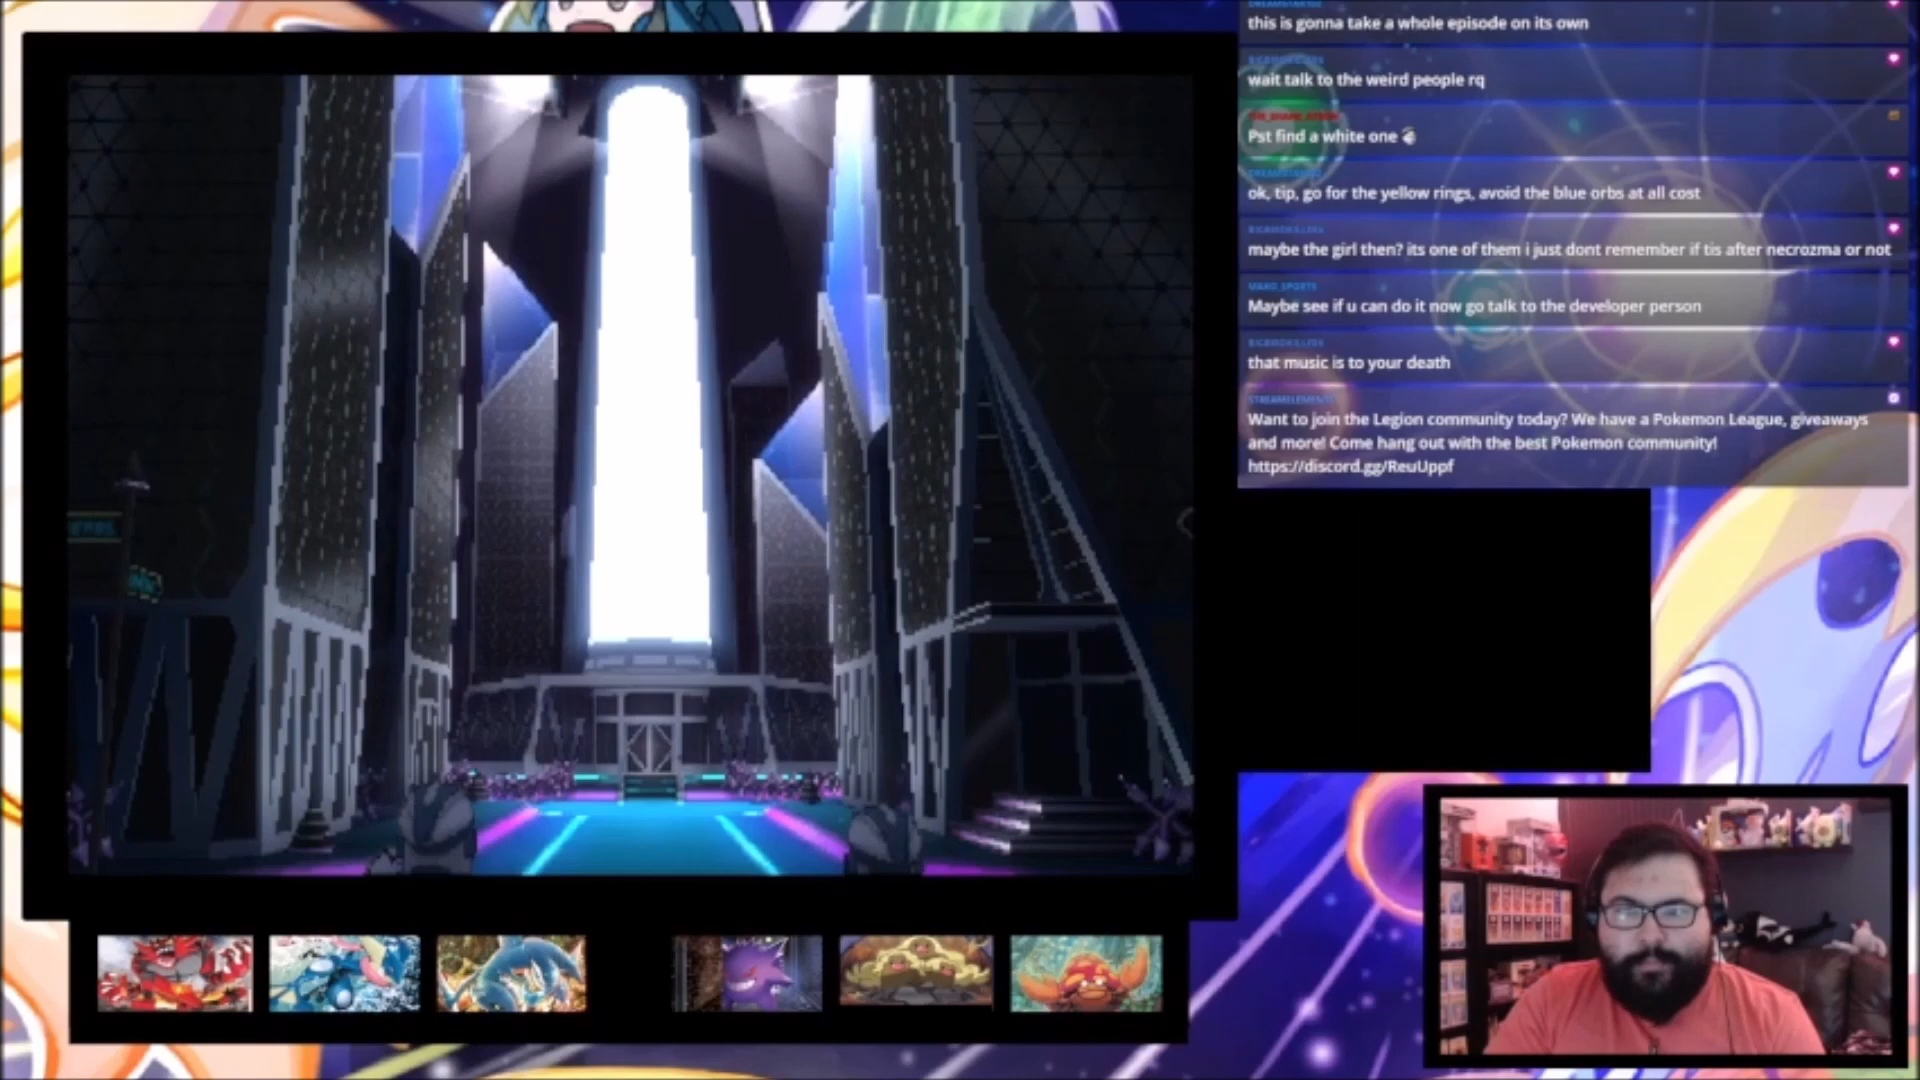 this is gonna take a whole episode on its own
wait talk to the weird people rq
Pst find a white one
ok, tip, go for the yellow rings, avoid the blue orbs at all cost
maybe the girl then? its one of them i just dont remember if tis after necrozma or not
MAKO_SPORTS
Maybe see if u can do it now go talk to the developer person
that music is to your death
STREAMELEMENTS
Want to join the Legion community today? We have a Pokemon League, giveaways
and more! Come hang out with the best Pokemon community!
https://discord.gg/ReuUppf